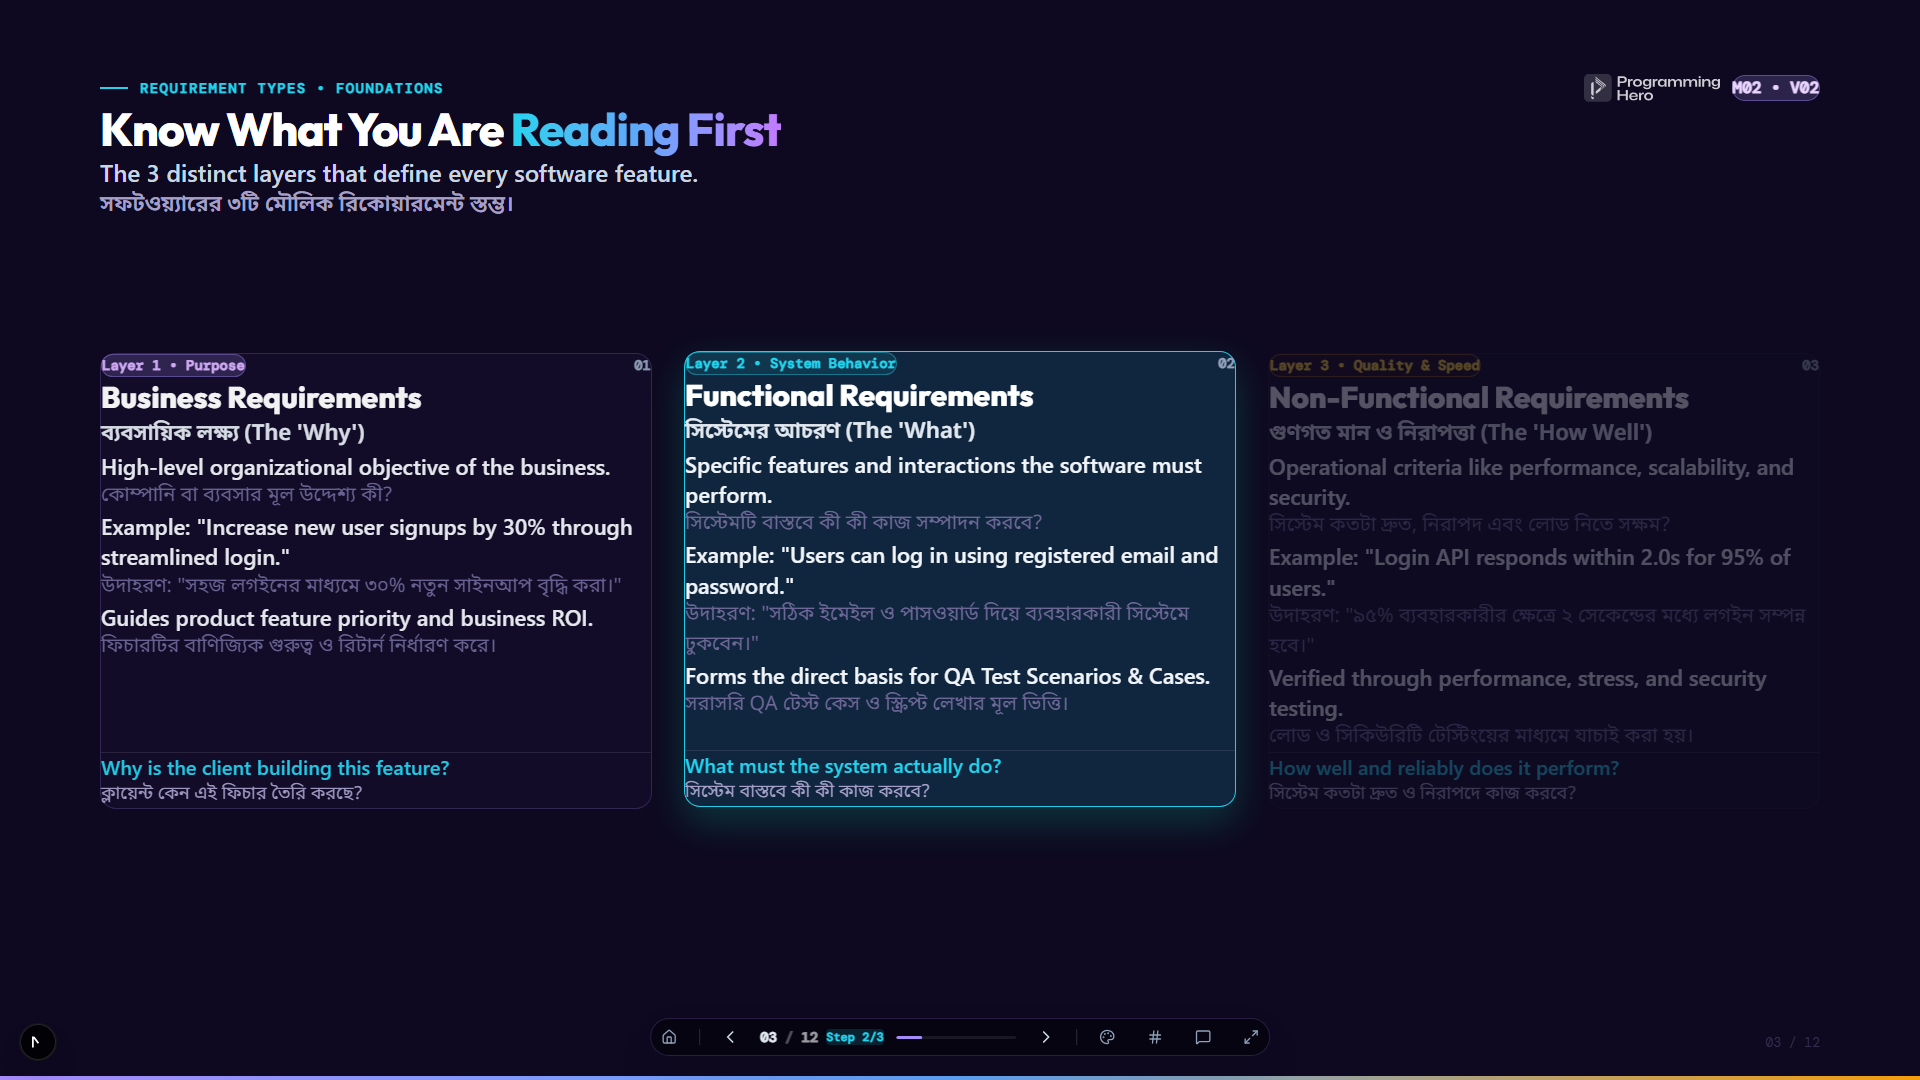 REQUIREMENT TYPES • FOUNDATIONS
Programming
Hero
M02 • V02
Know What You Are Reading First
The 3 distinct layers that define every software feature.
সফটওয়্যারের ৩টি মৌলিক রিকোয়ারমেন্ট স্তম্ভ।
Layer 1 • Purpose
01
Business Requirements
ব্যবসায়িক লক্ষ্য (The 'Why')
High-level organizational objective of the business.
কোম্পানি বা ব্যবসার মূল উদ্দেশ্য কী?
Example: "Increase new user signups by 30% through
streamlined login."
উদাহরণ: "সহজ লগইনের মাধ্যমে ৩০% নতুন সাইনআপ বৃদ্ধি করা।"
Guides product feature priority and business ROI.
ফিচারটির বাণিজ্যিক গুরুত্ব ও রিটার্ন নির্ধারণ করে।
Why is the client building this feature?
ক্লায়েন্ট কেন এই ফিচার তৈরি করছে?
Layer 2 • System Behavior
02
Functional Requirements
সিস্টেমের আচরণ (The 'What')
Specific features and interactions the software must
perform.
সিস্টেমটি বাস্তবে কী কী কাজ সম্পাদন করবে?
Example: "Users can log in using registered email and
password."
উদাহরণ: "সঠিক ইমেইল ও পাসওয়ার্ড দিয়ে ব্যবহারকারী সিস্টেমে
ঢুকবেন।"
Forms the direct basis for QA Test Scenarios & Cases.
সরাসরি QA টেস্ট কেস ও স্ক্রিপ্ট লেখার মূল ভিত্তি।
What must the system actually do?
সিস্টেম বাস্তবে কী কী কাজ করবে?
Layer 3 • Quality & Speed
03
Non-Functional Requirements
গুণগত মান ও নিরাপত্তা (The 'How Well')
Operational criteria like performance, scalability, and
security.
সিস্টেম কতটা দ্রুত, নিরাপদ এবং লোড নিতে সক্ষম?
Example: "Login API responds within 2.0s for 95% of
users."
উদাহরণ: "৯৫% ব্যবহারকারীর ক্ষেত্রে ২ সেকেন্ডের মধ্যে লগইন সম্পন্ন
হবে।"
Verified through performance, stress, and security
testing.
লোড ও সিকিউরিটি টেস্টিংয়ের মাধ্যমে যাচাই করা হয়।
How well and reliably does it perform?
সিস্টেম কতটা দ্রুত ও নিরাপদে কাজ করবে?
03 / 12 Step 2/3
03 / 12